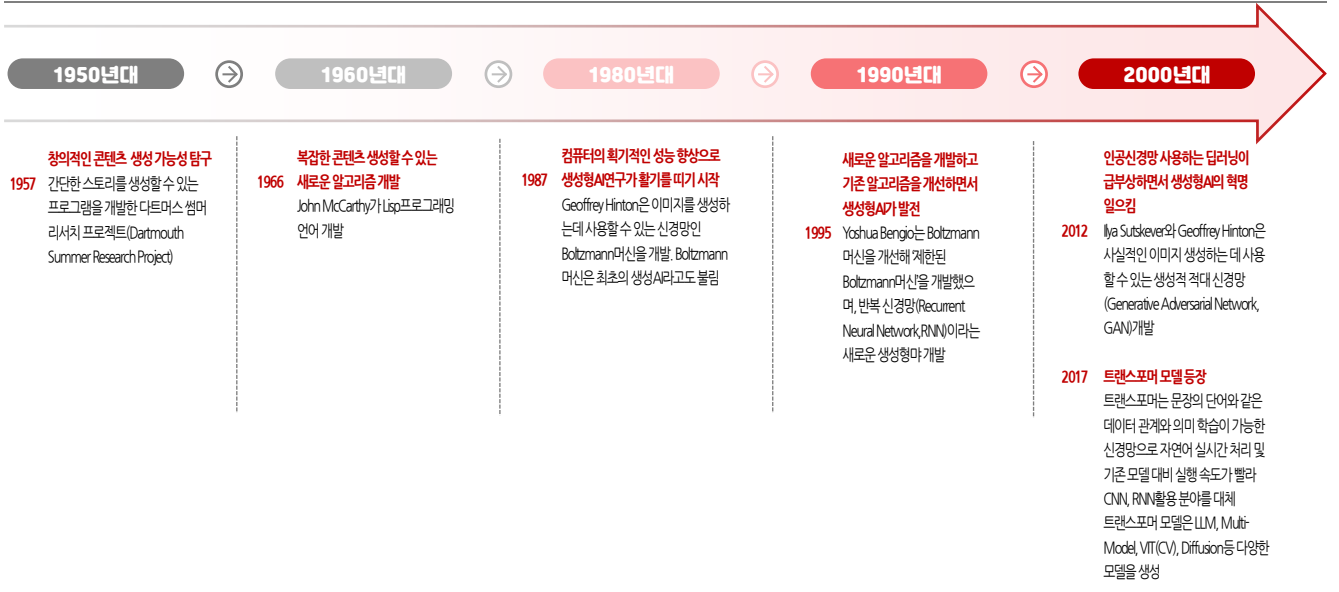 1950년대
1960년대
1980년대
1990년대
2000년대
창의적인 콘텐츠 생성 가능성 탐구
1957 간단한 스토리를 생성할 수 있는
프로그램을 개발한 다트머스 썸머
리서치 프로젝트(Dartmouth
Summer Research Project)
복잡한 콘텐츠 생성할 수 있는
1966 새로운 알고리즘 개발
John McCarthy가 Lisp프로그래밍
언어 개발
컴퓨터의 획기적인 성능 향상으로
1987 생성형AI연구가 활기를 띠기 시작
Geoffrey Hinton은 이미지를 생성하
는데 사용할 수 있는 신경망인
Boltzmann머신을 개발. Boltzmann
머신은 최초의 생성AI라고도 불림
새로운 알고리즘을 개발하고
기존 알고리즘을 개선하면서
생성형AI가 발전
1995 Yoshua Bengio는 Boltzmann
머신을 개선해 '제한된
Boltzmann머신'을 개발했으
며, 반복 신경망(Recurrent
Neural Network,RNN)이라는
새로운 생성형먀 개발
인공신경망 사용하는 딥러닝이
급부상하면서 생성형AI의 혁명
일으킴
2012 Ilya Sutskever와 Geoffrey Hinton은
사실적인 이미지 생성하는 데 사용
할 수 있는 생성적 적대 신경망
(Generative Adversarial Network,
GAN)개발
2017 트랜스포머 모델 등장
트랜스포머는 문장의 단어와 같은
데이터 관계와 의미 학습이 가능한
신경망으로 자연어 실시간 처리 및
기존 모델 대비 실행 속도가 빨라
CNN, RNN활용 분야를 대체
트랜스포머 모델은 LLM, Multi-
Model, VIT(CV), Diffusion등 다양한
모델을 생성